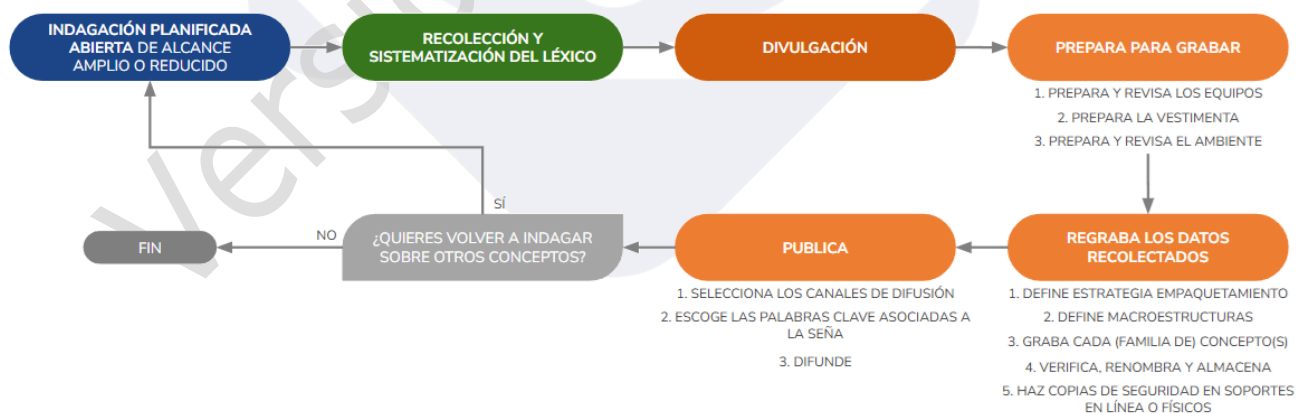 INDAGACIÓN PLANIFICADA
ABIERTA DE ALCANCE
AMPLIO O REDUCIDO
RECOLECCIÓN Y
SISTEMATIZACIÓN DEL LÉXICO
DIVULGACIÓN
PREPARA PARA GRABAR
1. PREPARA Y REVISA LOS EQUIPOS
2. PREPARA LA VESTIMENTA
3. PREPARA Y REVISA EL AMBIENTE
SÍ
NO
FIN
¿QUIERES VOLVER A INDAGAR
SOBRE OTROS CONCEPTOS?
PUBLICA
1. SELECCIONA LOS CANALES DE DIFUSIÓN
2. ESCOGE LAS PALABRAS CLAVE ASOCIADAS A
LA SEÑA
3. DIFUNDE
REGRABA LOS DATOS
RECOLECTADOS
1. DEFINE ESTRATEGIA EMPAQUETAMIENTO
2. DEFINE MACROESTRUCTURAS
3. GRABA CADA (FAMILIA DE) CONCEPTO(S)
4. VERIFICA, RENOMBRA Y ALMACENA
5. HAZ COPIAS DE SEGURIDAD EN SOPORTES
EN LÍNEA O FÍSICOS
Versi